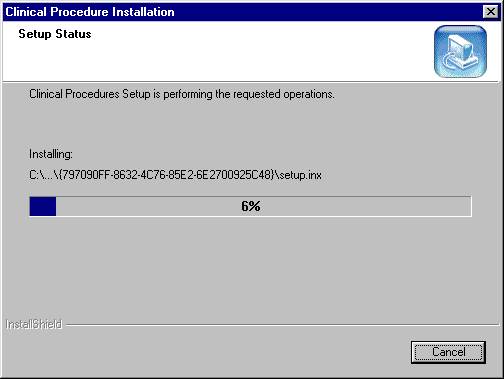 Clinical Procedure Installation
Setup Status
Clinical Procedures Setup is performing the requested operations.
Installing:
C:\...\{797090FF-8632-4C76-85E2-6E2700925C48}\setup.inx
6%
InstallShield
Cancel